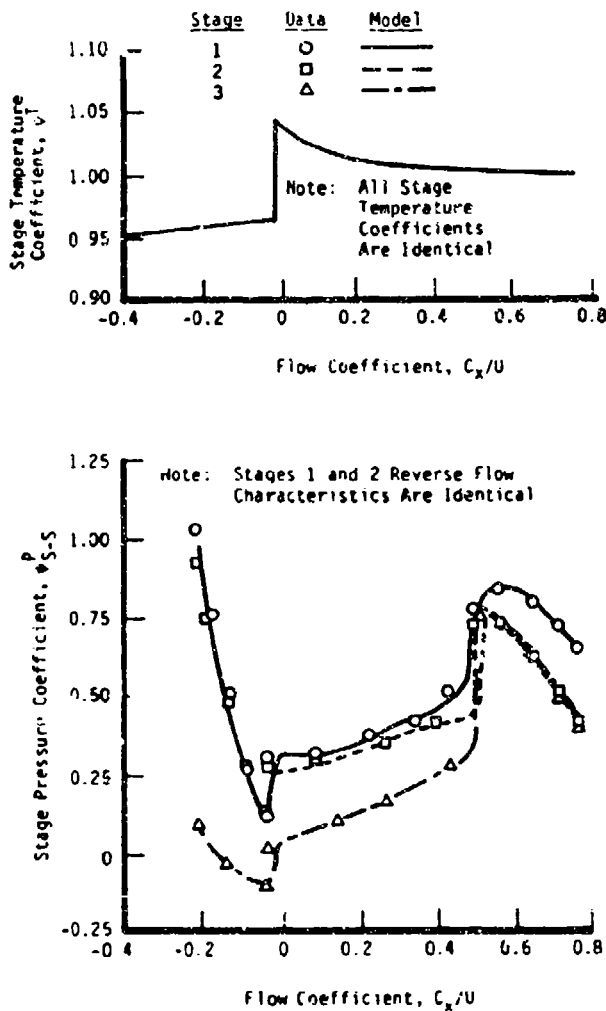 Stage Data Model
1
2
3
1.10
1.05
1.00
0.95
0.90
Stage Temperature
Coefficient, ψT
Note: All Stage
Temperature
Coefficients
Are Identical
-0.4 -0.2 0 0.2 0.4 0.6 0.8
Flow Coefficient, Cx/U
1.25
1.00
0.75
0.50
0.25
0
-0.25
Stage Pressure Coefficient, ψP S-S
Note: Stages 1 and 2 Reverse Flow
Characteristics Are Identical
-0.4 -0.2 0 0.2 0.4 0.6 0.8
Flow Coefficient, Cx/U